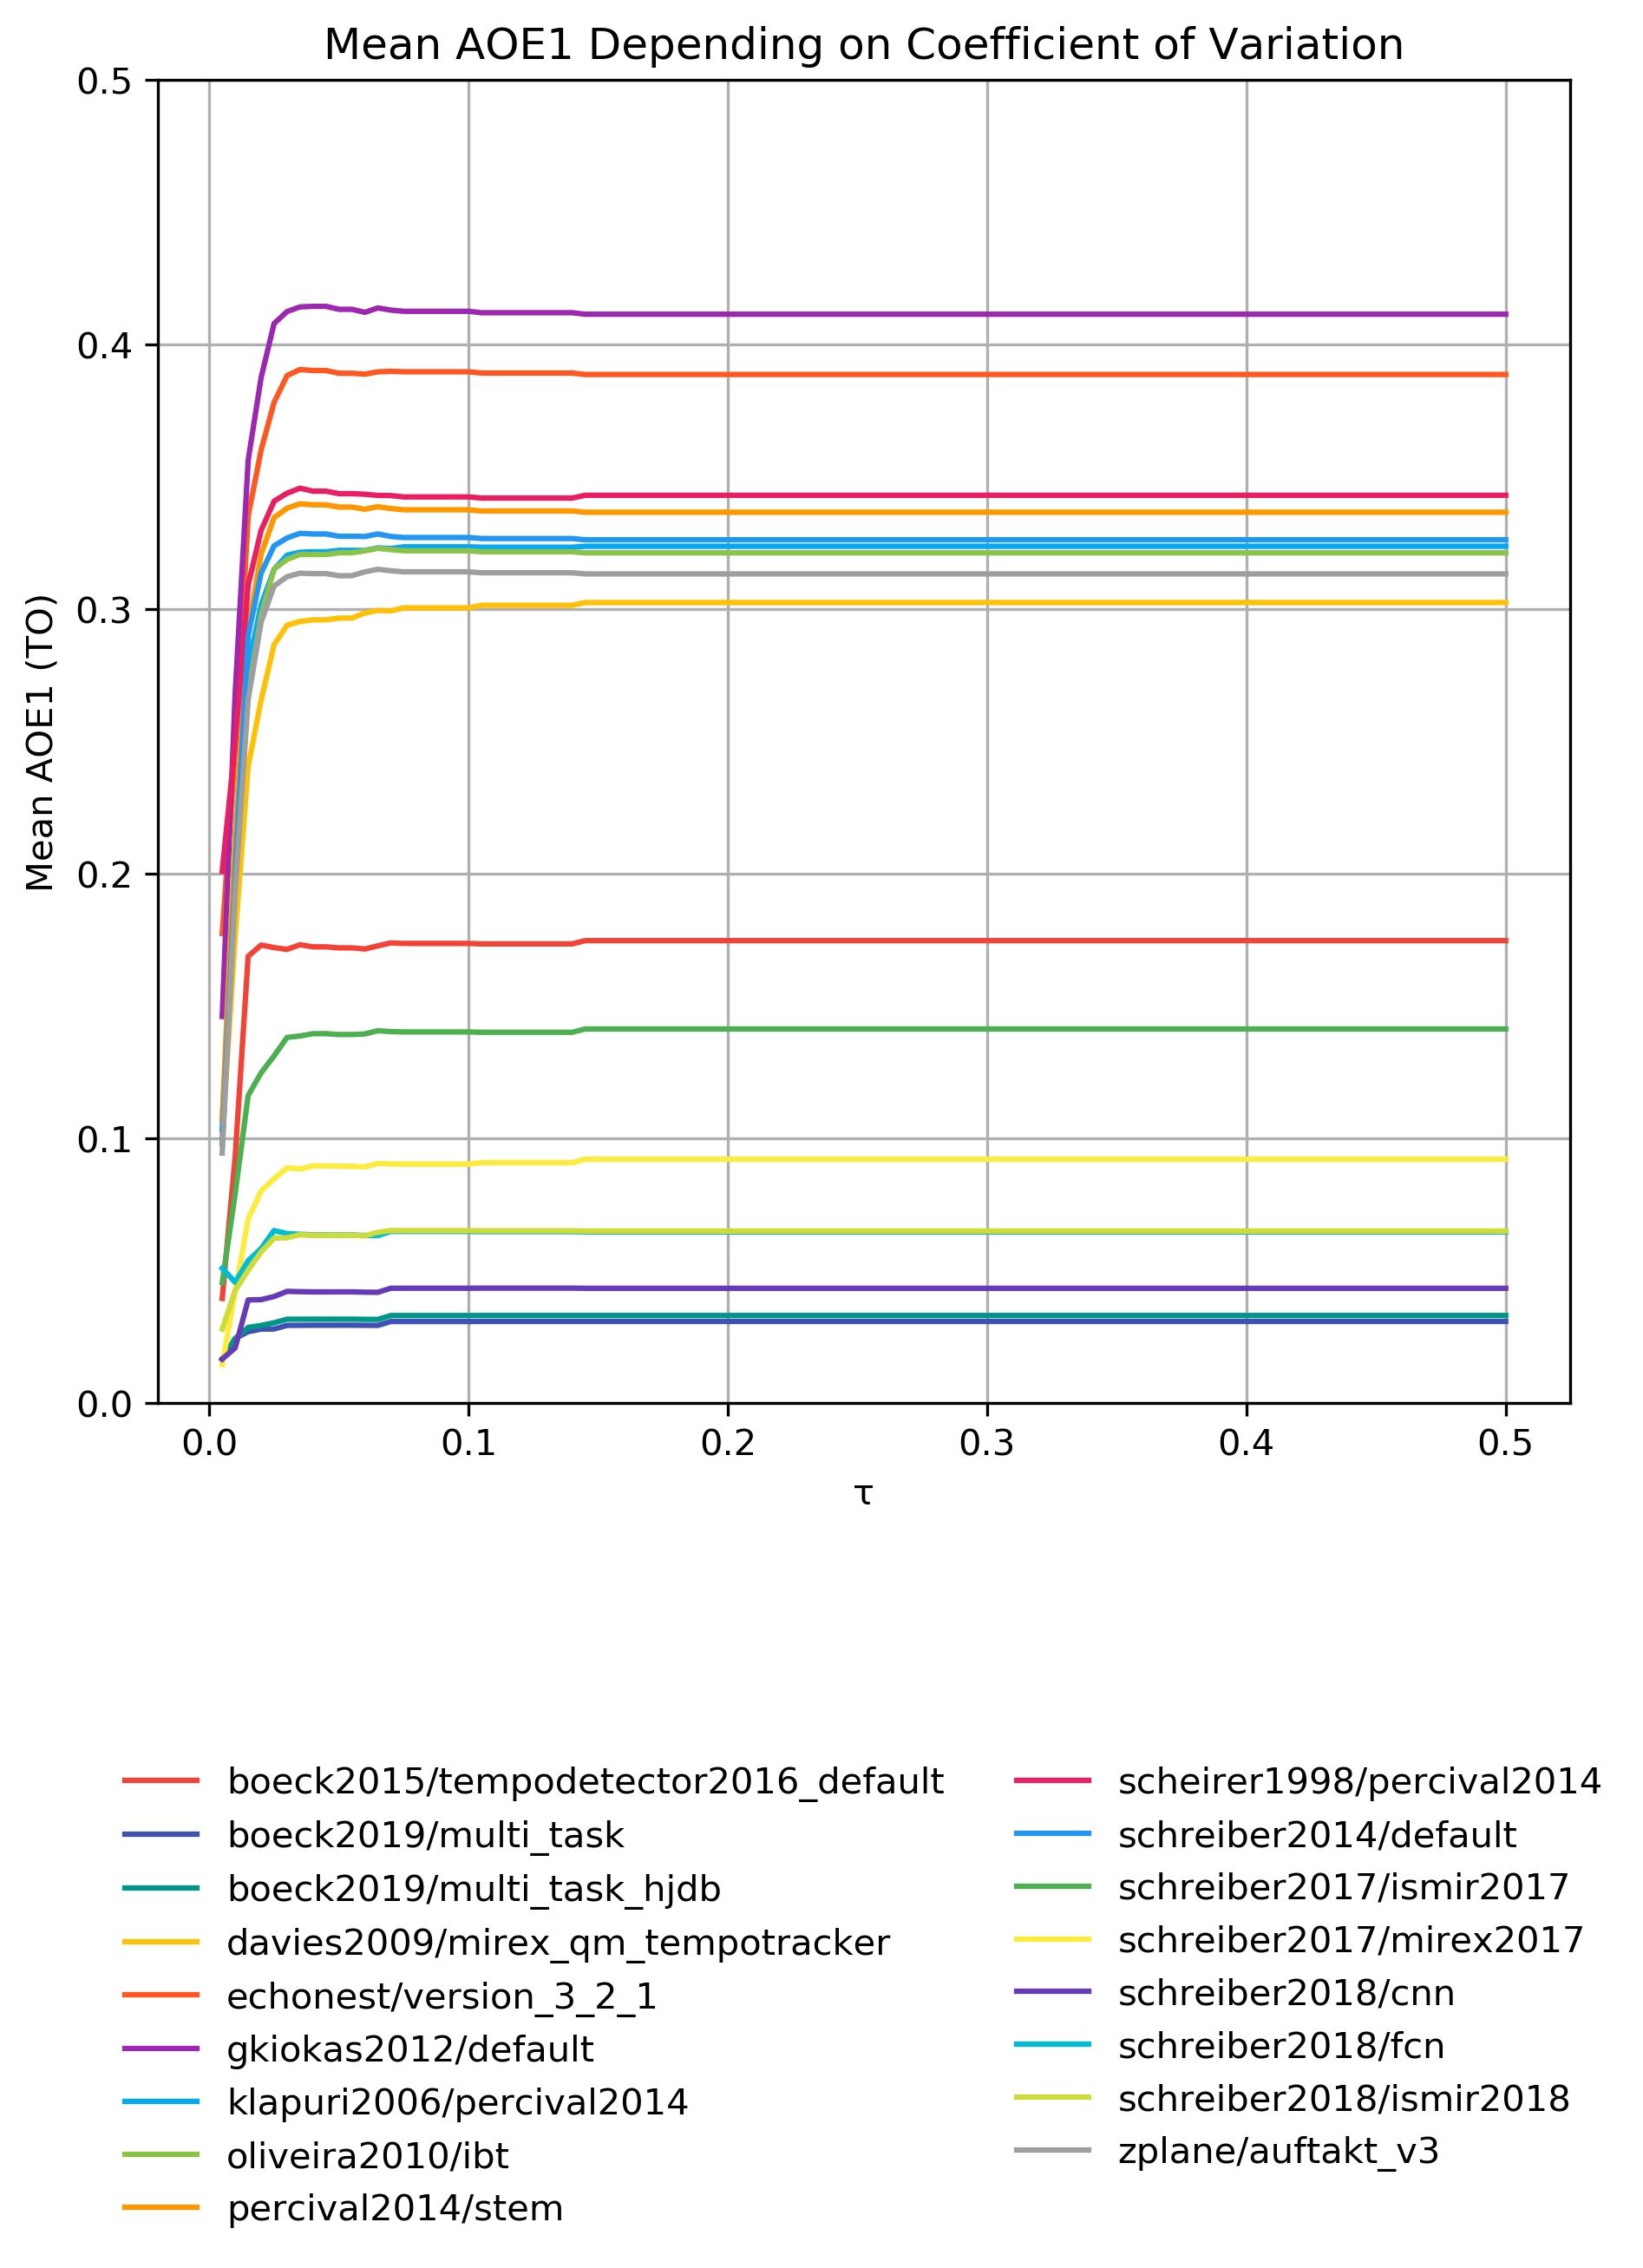 Mean AOE1 Depending on Coefficient of Variation
0.5
0.4
0.3
0.2
0.1
0.0
Mean AOE1 (TO)
0.0 0.1 0.2 0.3 0.4 0.5
τ
boeck2015/tempodetector2016_default
boeck2019/multi_task
boeck2019/multi_task_hjdb
davies2009/mirex_qm_tempotracker
echonest/version_3_2_1
gkiokas2012/default
klapuri2006/percival2014
oliveira2010/ibt
percival2014/stem
scheirer1998/percival2014
schreiber2014/default
schreiber2017/ismir2017
schreiber2017/mirex2017
schreiber2018/cnn
schreiber2018/fcn
schreiber2018/ismir2018
zplane/auftakt_v3